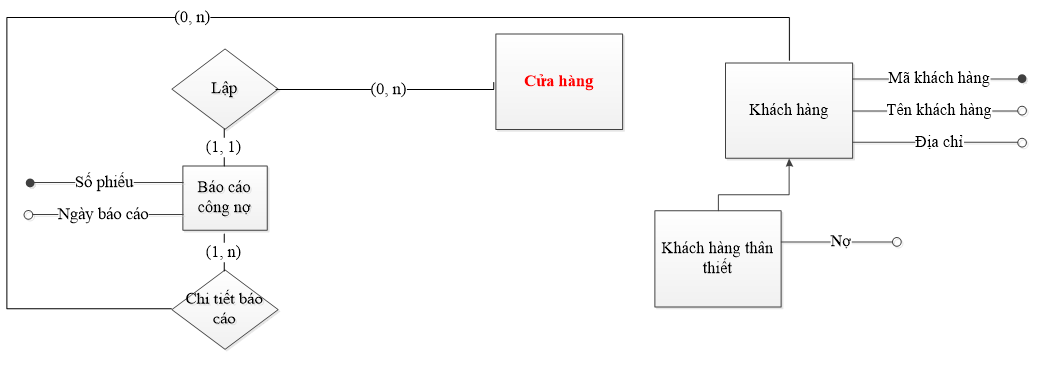 (0, n)
Lập
(0, n)
Cửa hàng
Khách hàng
Mã khách hàng
Tên khách hàng
Địa chỉ
(1, 1)
Số phiếu
Ngày báo cáo
Báo cáo
công nợ
(1, n)
Chi tiết báo
cáo
Khách hàng thân
thiết
Nợ